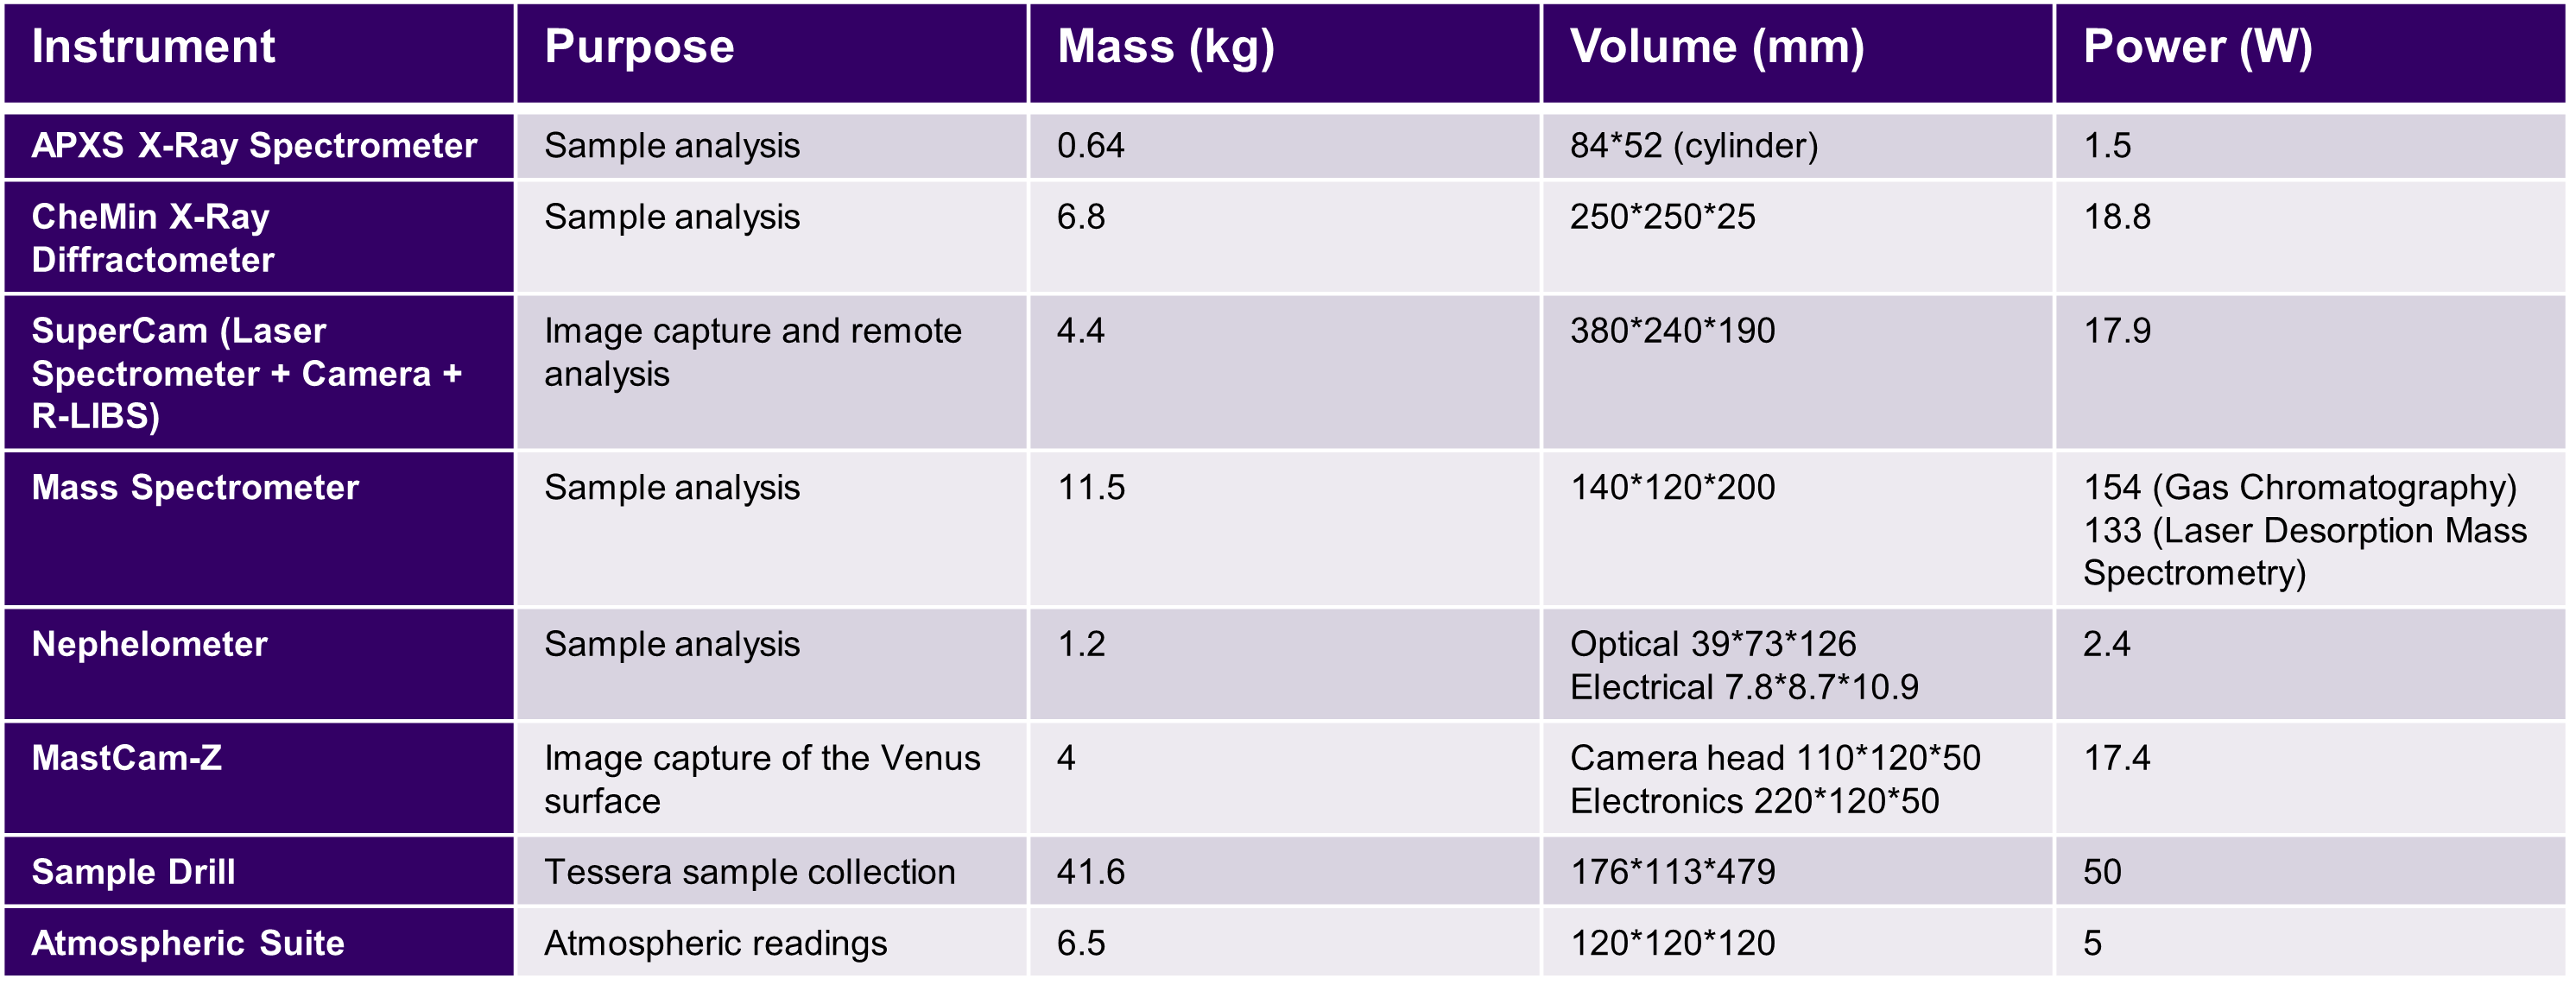 Instrument Purpose Mass (kg) Volume (mm) Power (W)
APXS X-Ray Spectrometer Sample analysis 0.64 84*52 (cylinder) 1.5
CheMin X-Ray Sample analysis 6.8 250*250*25 18.8
Diffractometer
SuperCam (Laser Image capture and remote 4.4 380*240*190 17.9
Spectrometer + Camera + analysis
R-LIBS)
Mass Spectrometer Sample analysis 11.5 140*120*200 154 (Gas Chromatography)
133 (Laser Desorption Mass
Spectrometry)
Nephelometer Sample analysis 1.2 Optical 39*73*126 2.4
Electrical 7.8*8.7*10.9
MastCam-Z Image capture of the Venus 4 Camera head 110*120*50 17.4
surface Electronics 220*120*50
Sample Drill Tessera sample collection 41.6 176*113*479 50
Atmospheric Suite Atmospheric readings 6.5 120*120*120 5